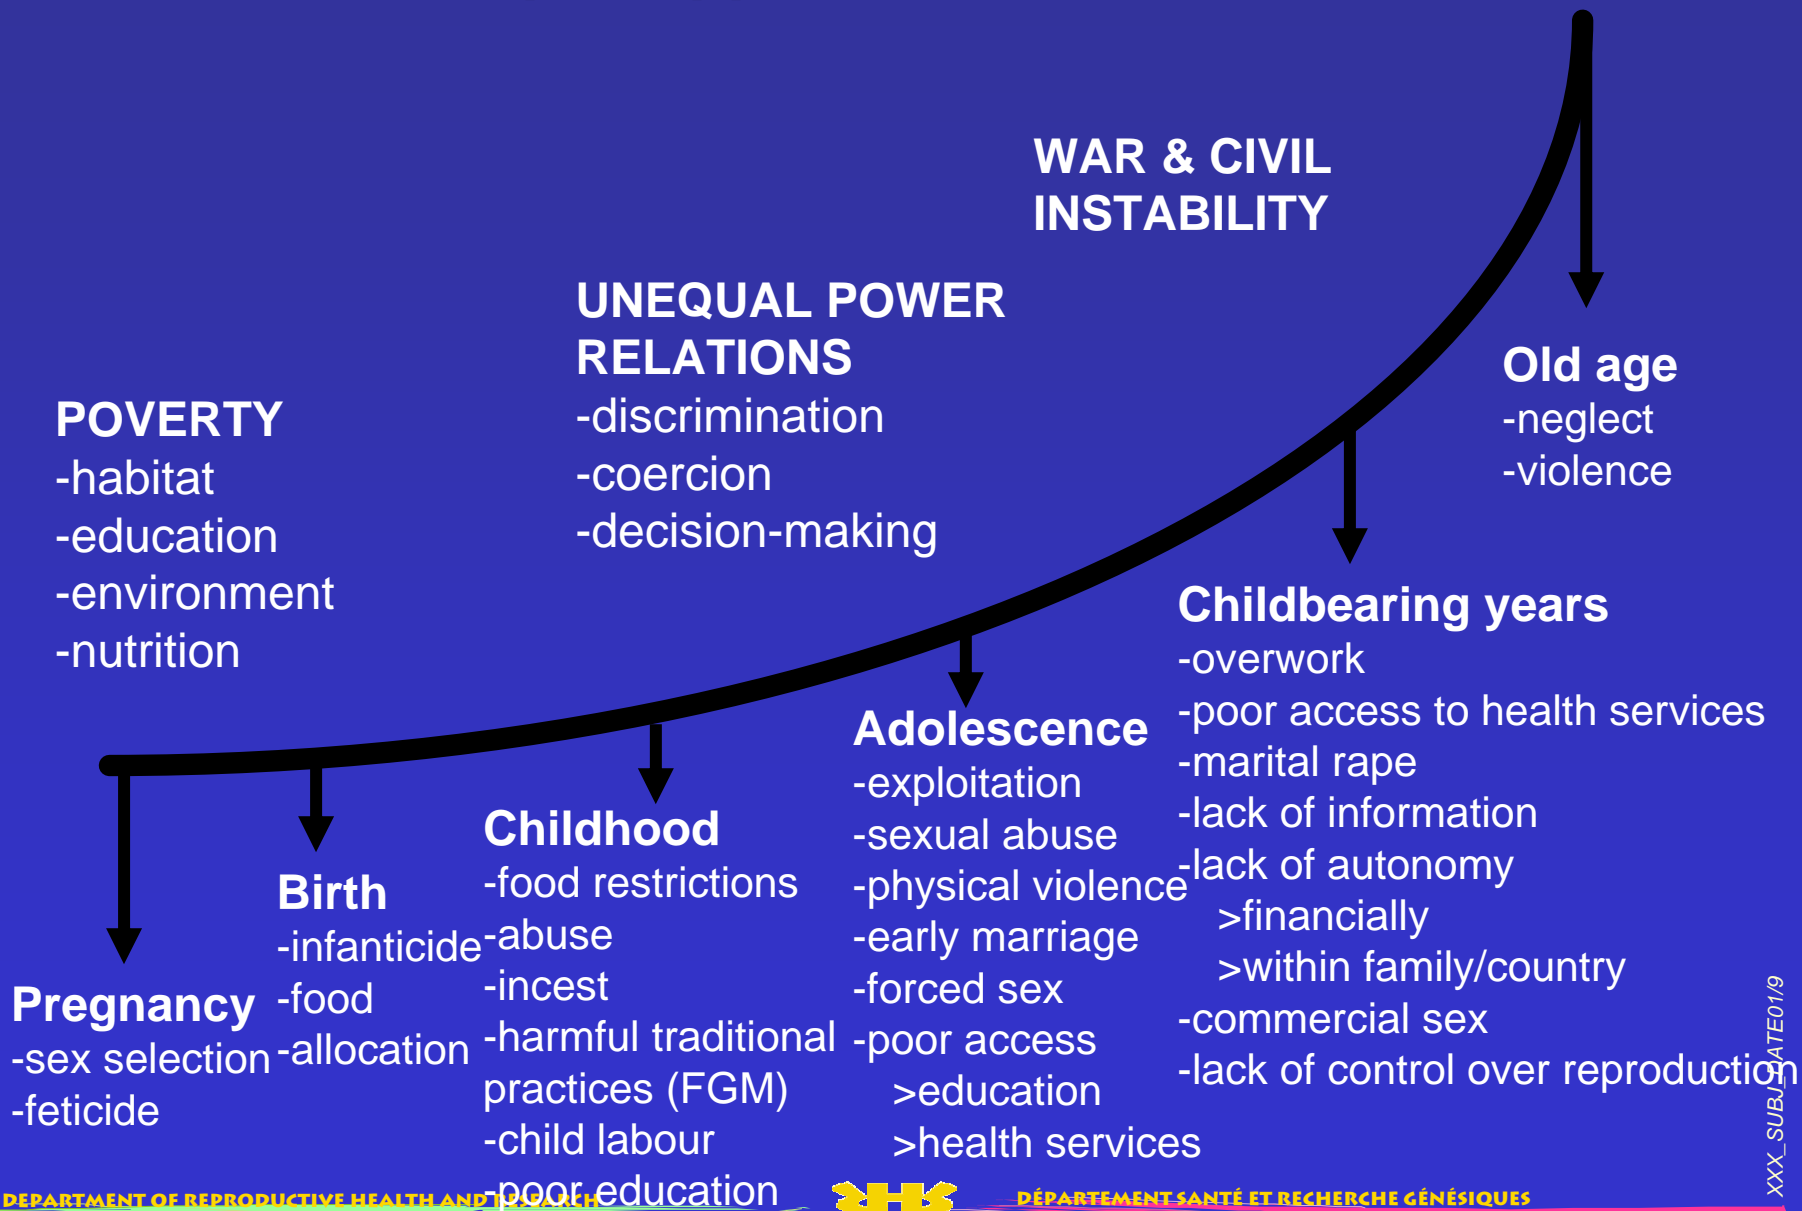 WAR & CIVIL
INSTABILITY
UNEQUAL POWER
RELATIONS
-discrimination
-coercion
-decision-making
POVERTY
-habitat
-education
-environment
-nutrition
Pregnancy
-sex selection
-feticide
Birth
-infanticide
-food
-allocation
Childhood
-food restrictions
-abuse
-incest
-harmful traditional
practices (FGM)
-child labour
-poor education
Adolescence
-exploitation
-sexual abuse
-physical violence
-early marriage
-forced sex
-poor access
>education
>health services
Childbearing years
-overwork
-poor access to health services
-marital rape
-lack of information
-lack of autonomy
>financially
>within family/country
-commercial sex
-lack of control over reproduction
Old age
-neglect
-violence
XXX_SUBJ_DATE01/9
DEPARTMENT OF REPRODUCTIVE HEALTH AND RESEARCH
DÉPARTEMENT SANTÉ ET RECHERCHE GÉNÉSIQUES